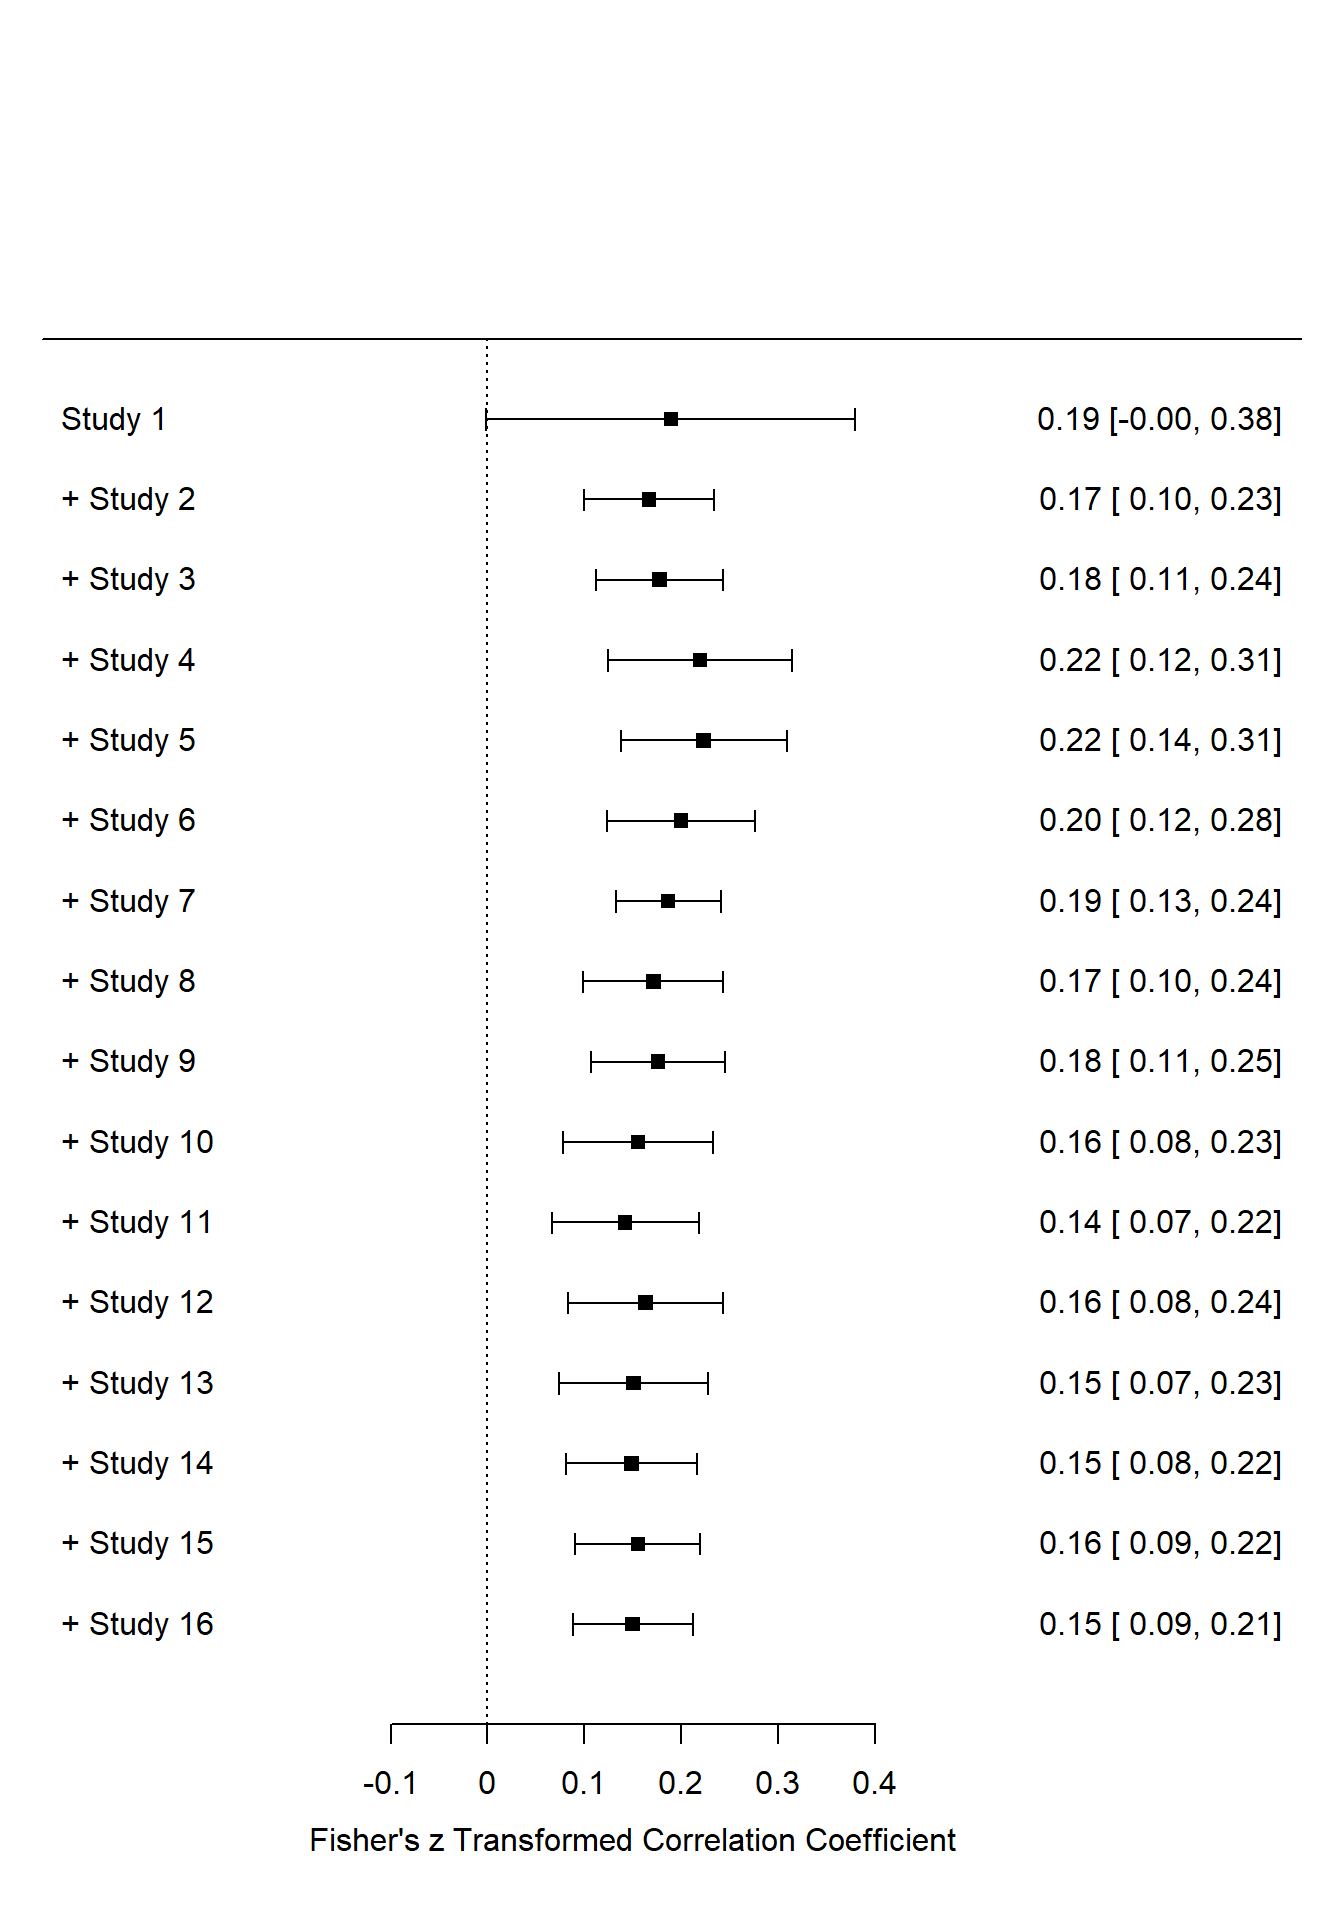 Study 1 0.19 [-0.00, 0.38]
+ Study 2 0.17 [ 0.10, 0.23]
+ Study 3 0.18 [ 0.11, 0.24]
+ Study 4 0.22 [ 0.12, 0.31]
+ Study 5 0.22 [ 0.14, 0.31]
+ Study 6 0.20 [ 0.12, 0.28]
+ Study 7 0.19 [ 0.13, 0.24]
+ Study 8 0.17 [ 0.10, 0.24]
+ Study 9 0.18 [ 0.11, 0.25]
+ Study 10 0.16 [ 0.08, 0.23]
+ Study 11 0.14 [ 0.07, 0.22]
+ Study 12 0.16 [ 0.08, 0.24]
+ Study 13 0.15 [ 0.07, 0.23]
+ Study 14 0.15 [ 0.08, 0.22]
+ Study 15 0.16 [ 0.09, 0.22]
+ Study 16 0.15 [ 0.09, 0.21]
-0.1 0 0.1 0.2 0.3 0.4
Fisher's z Transformed Correlation Coefficient